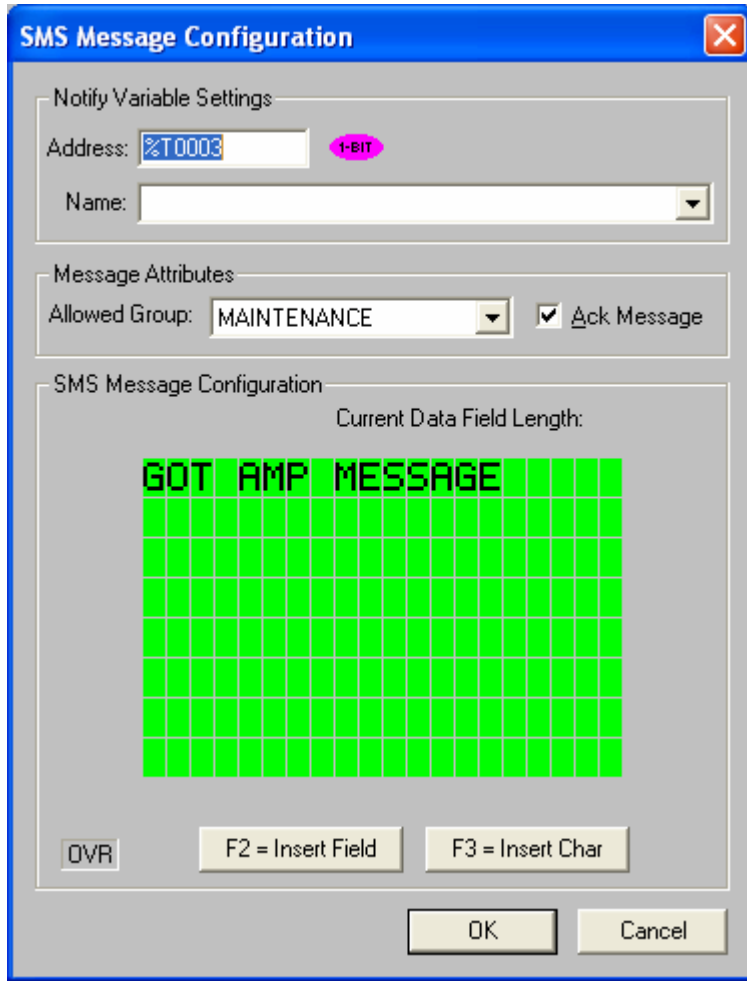 SMS Message Configuration
Notify Variable Settings
Address: %T0003 1-BIT
Name:
Message Attributes
Allowed Group: MAINTENANCE Ack Message
SMS Message Configuration
Current Data Field Length:
GOT AMP MESSAGE
OVR F2 = Insert Field F3 = Insert Char
OK Cancel